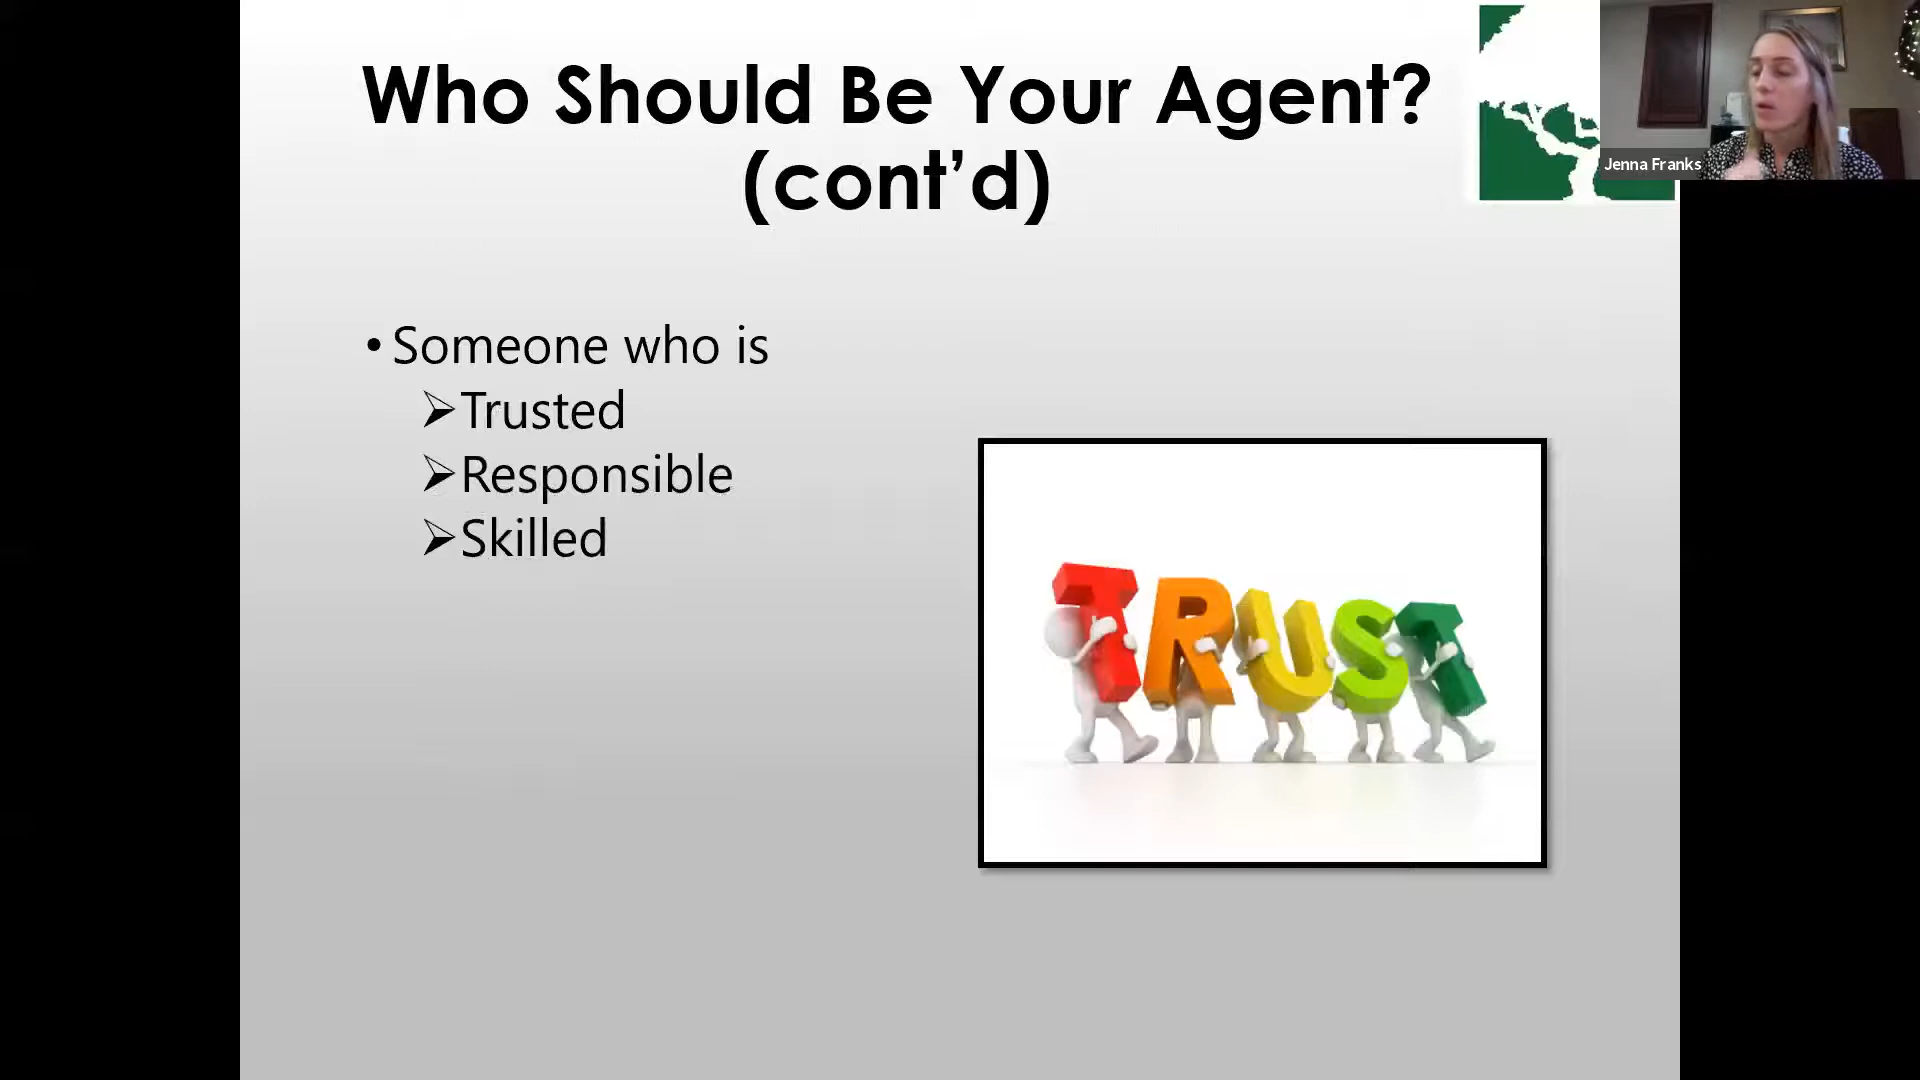 Who Should Be Your Agent?
(cont’d)
Jenna Franks
• Someone who is
➢Trusted
➢Responsible
➢Skilled
TRUST